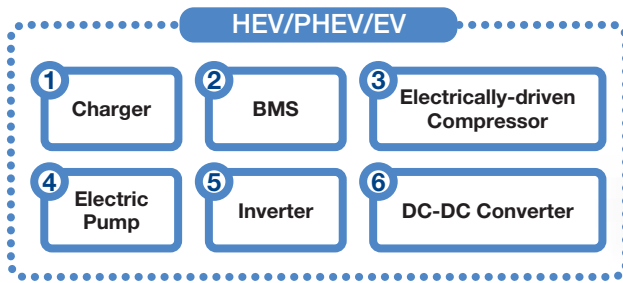 HEV/PHEV/EV
1
Charger
2
BMS
3
Electrically-driven
Compressor
4
Electric
Pump
5
Inverter
6
DC-DC Converter